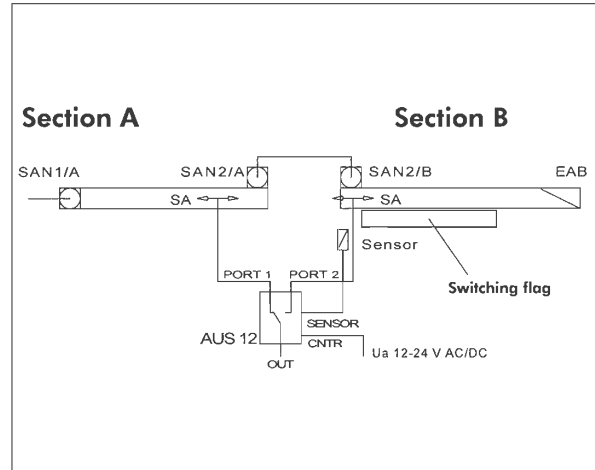 Section A
Section B
SAN1/A
SAN2/A
SAN2/B
EAB
SA
SA
Sensor
Switching flag
PORT 1
PORT 2
SENSOR
AUS 12
CNTR
Ua 12-24 V AC/DC
OUT